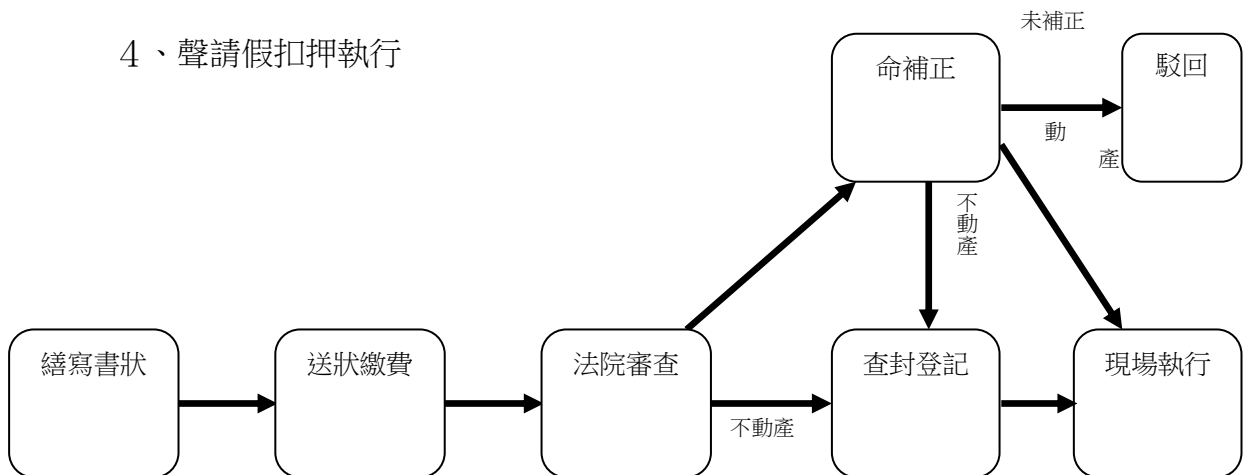 4、聲請假扣押執行
未補正
命補正
駁回
動
產
不動產
繕寫書狀
送狀繳費
法院審查
查封登記
現場執行
不動產